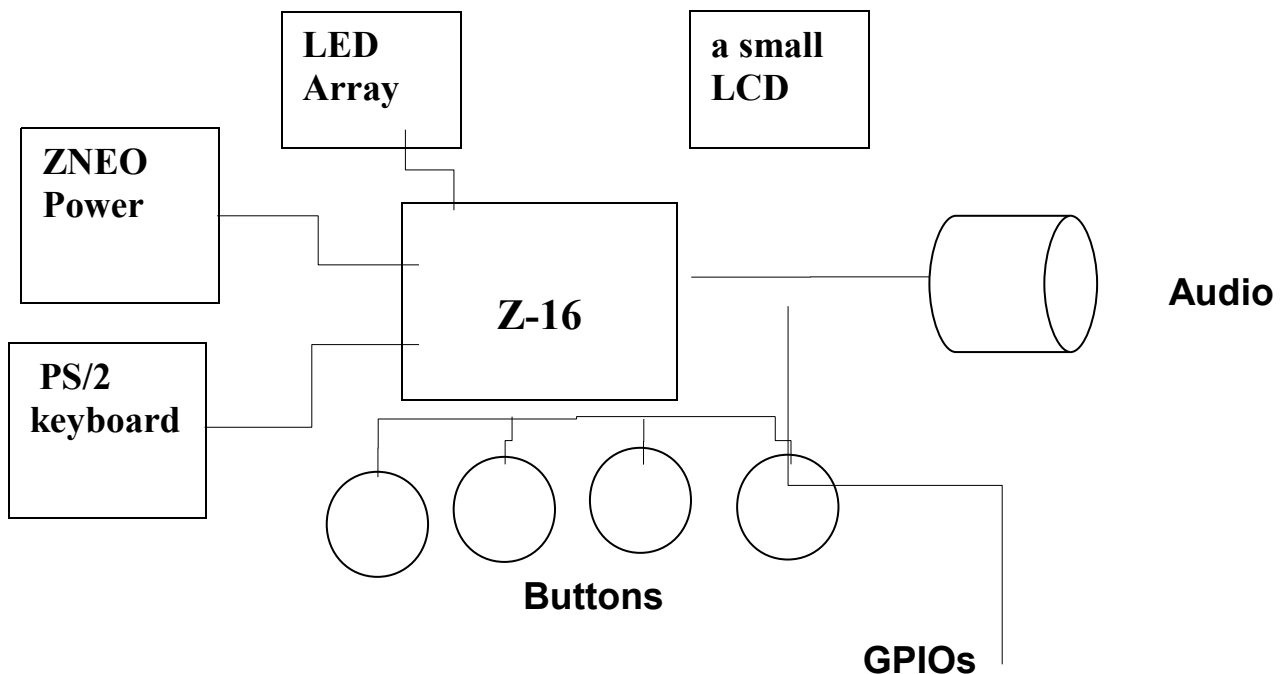 LED
Array
a small
LCD
ZNEO
Power
Z-16
Audio
PS/2
keyboard
Buttons
GPIOs